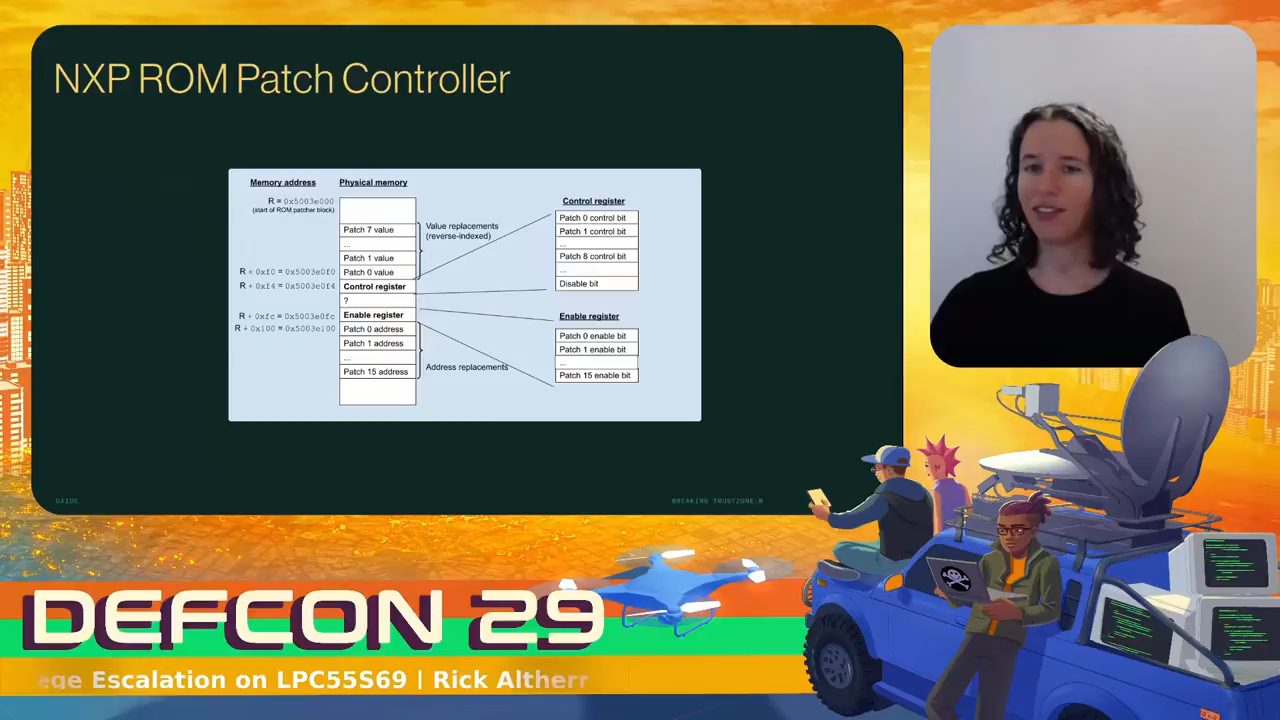 NXP ROM Patch Controller
Memory address
Physical memory
R = 0x5003e000
(start of ROM patcher block)
Patch 7 value
...
Patch 1 value
R + 0xf0 = 0x5003e0f0
Patch 0 value
R + 0xf4 = 0x5003e0f4
Control register
?
R + 0xfc = 0x5003e0fc
Enable register
R + 0x100 = 0x5003e100
Patch 0 address
Patch 1 address
...
Patch 15 address
Value replacements
(reverse-indexed)
Address replacements
Control register
Patch 0 control bit
Patch 1 control bit
...
Patch 8 control bit
...
Disable bit
Enable register
Patch 0 enable bit
Patch 1 enable bit
...
Patch 15 enable bit
OXIDE
BREAKING TRUSTZONE-M
DEFCON 29
ege Escalation on LPC55S69 | Rick Altherr